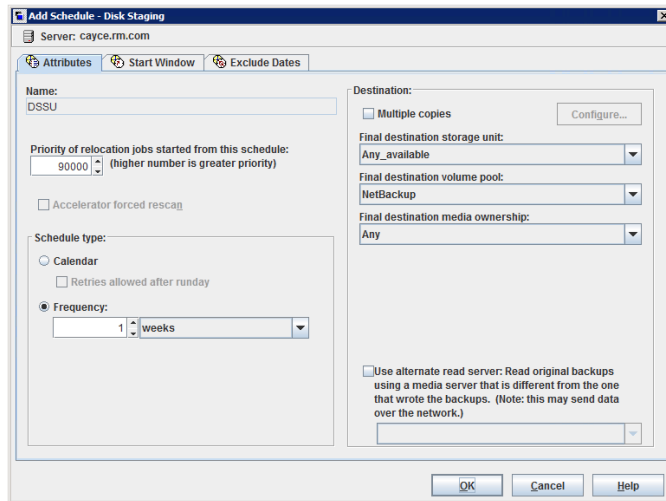 Add Schedule - Disk Staging
Server: cayce.rm.com
Attributes
Start Window
Exclude Dates
Name:
DSSU
Priority of relocation jobs started from this schedule:
90000
(higher number is greater priority)
Accelerator forced rescan
Schedule type:
Calendar
Retries allowed after runday
Frequency:
1
weeks
Destination:
Multiple copies
Configure...
Final destination storage unit:
Any_available
Final destination volume pool:
NetBackup
Final destination media ownership:
Any
Use alternate read server: Read original backups
using a media server that is different from the one
that wrote the backups. (Note: this may send data
over the network.)
OK
Cancel
Help